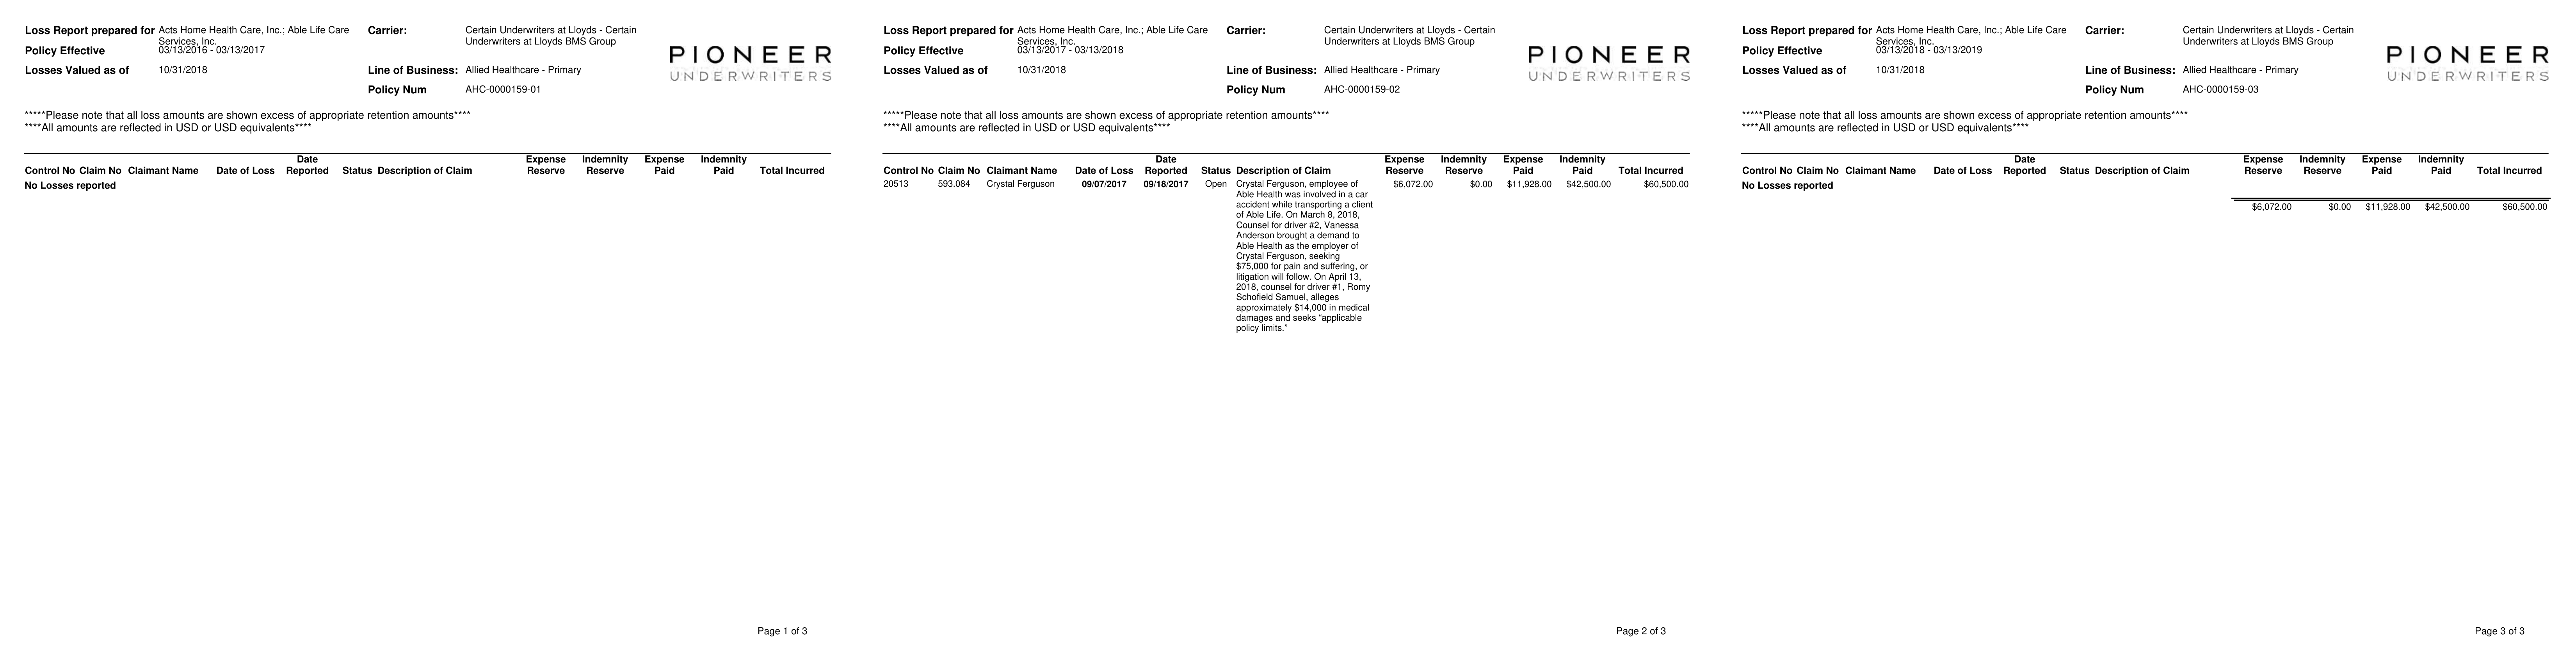 Loss Report prepared for Acts Home Health Care, Inc.; Able Life Care Services, Inc.
Carrier: Certain Underwriters at Lloyds - Certain Underwriters at Lloyds BMS Group
Policy Effective 03/13/2016 - 03/13/2017
Losses Valued as of 10/31/2018
Line of Business: Allied Healthcare - Primary
Policy Num AHC-0000159-01
PIONEER
UNDERWRITERS
*****Please note that all loss amounts are shown excess of appropriate retention amounts****
****All amounts are reflected in USD or USD equivalents****
Control No Claim No Claimant Name Date of Loss Date Reported Status Description of Claim Expense Reserve Indemnity Reserve Expense Paid Indemnity Paid Total Incurred
No Losses reported
Page 1 of 3
Loss Report prepared for Acts Home Health Care, Inc.; Able Life Care Services, Inc.
Carrier: Certain Underwriters at Lloyds - Certain Underwriters at Lloyds BMS Group
Policy Effective 03/13/2017 - 03/13/2018
Losses Valued as of 10/31/2018
Line of Business: Allied Healthcare - Primary
Policy Num AHC-0000159-02
PIONEER
UNDERWRITERS
*****Please note that all loss amounts are shown excess of appropriate retention amounts****
****All amounts are reflected in USD or USD equivalents****
Control No Claim No Claimant Name Date of Loss Date Reported Status Description of Claim Expense Reserve Indemnity Reserve Expense Paid Indemnity Paid Total Incurred
20513 593.084 Crystal Ferguson 09/07/2017 09/18/2017 Open Crystal Ferguson, employee of $6,072.00 $0.00 $11,928.00 $42,500.00 $60,500.00
Able Health was involved in a car
accident while transporting a client
of Able Life. On March 8, 2018,
Counsel for driver #2, Vanessa
Anderson brought a demand to
Able Health as the employer of
Crystal Ferguson, seeking
$75,000 for pain and suffering, or
litigation will follow. On April 13,
2018, counsel for driver #1, Romy
Schofield Samuel, alleges
approximately $14,000 in medical
damages and seeks “applicable
policy limits.”
Page 2 of 3
Loss Report prepared for Acts Home Health Care, Inc.; Able Life Care Services, Inc.
Carrier: Certain Underwriters at Lloyds - Certain Underwriters at Lloyds BMS Group
Policy Effective 03/13/2018 - 03/13/2019
Losses Valued as of 10/31/2018
Line of Business: Allied Healthcare - Primary
Policy Num AHC-0000159-03
PIONEER
UNDERWRITERS
*****Please note that all loss amounts are shown excess of appropriate retention amounts****
****All amounts are reflected in USD or USD equivalents****
Control No Claim No Claimant Name Date of Loss Date Reported Status Description of Claim Expense Reserve Indemnity Reserve Expense Paid Indemnity Paid Total Incurred
No Losses reported
$6,072.00 $0.00 $11,928.00 $42,500.00 $60,500.00
Page 3 of 3